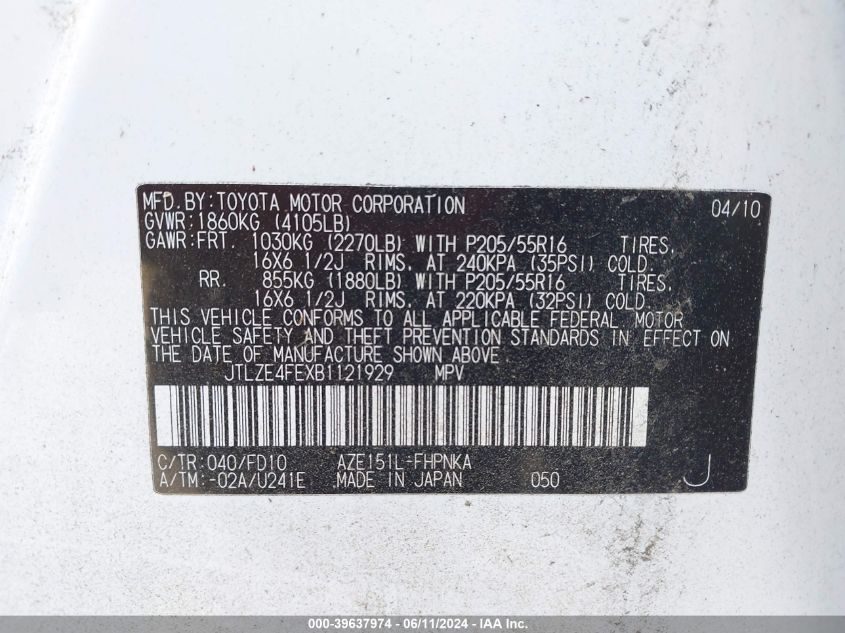 MFD.BY:TOYOTA MOTOR CORPORATION 04/10
GVWR:1860KG (4105LB)
GAWR:FRT. 1030KG (2270LB) WITH P205/55R16 TIRES,
16X6 1/2J RIMS, AT 240KPA (35PSI) COLD.
RR. 855KG (1880LB) WITH P205/55R16 TIRES,
16X6 1/2J RIMS, AT 220KPA (32PSI) COLD.
THIS VEHICLE CONFORMS TO ALL APPLICABLE FEDERAL MOTOR
VEHICLE SAFETY AND THEFT PREVENTION STANDARDS IN EFFECT ON
THE DATE OF MANUFACTURE SHOWN ABOVE.
JTLZE4FEXB1121929 MPV
C/TR:040/FD10 AZE151L-FHPNKA
A/TM:-02A/U241E MADE IN JAPAN 050 J
000-39637974 - 06/11/2024 - IAA Inc.